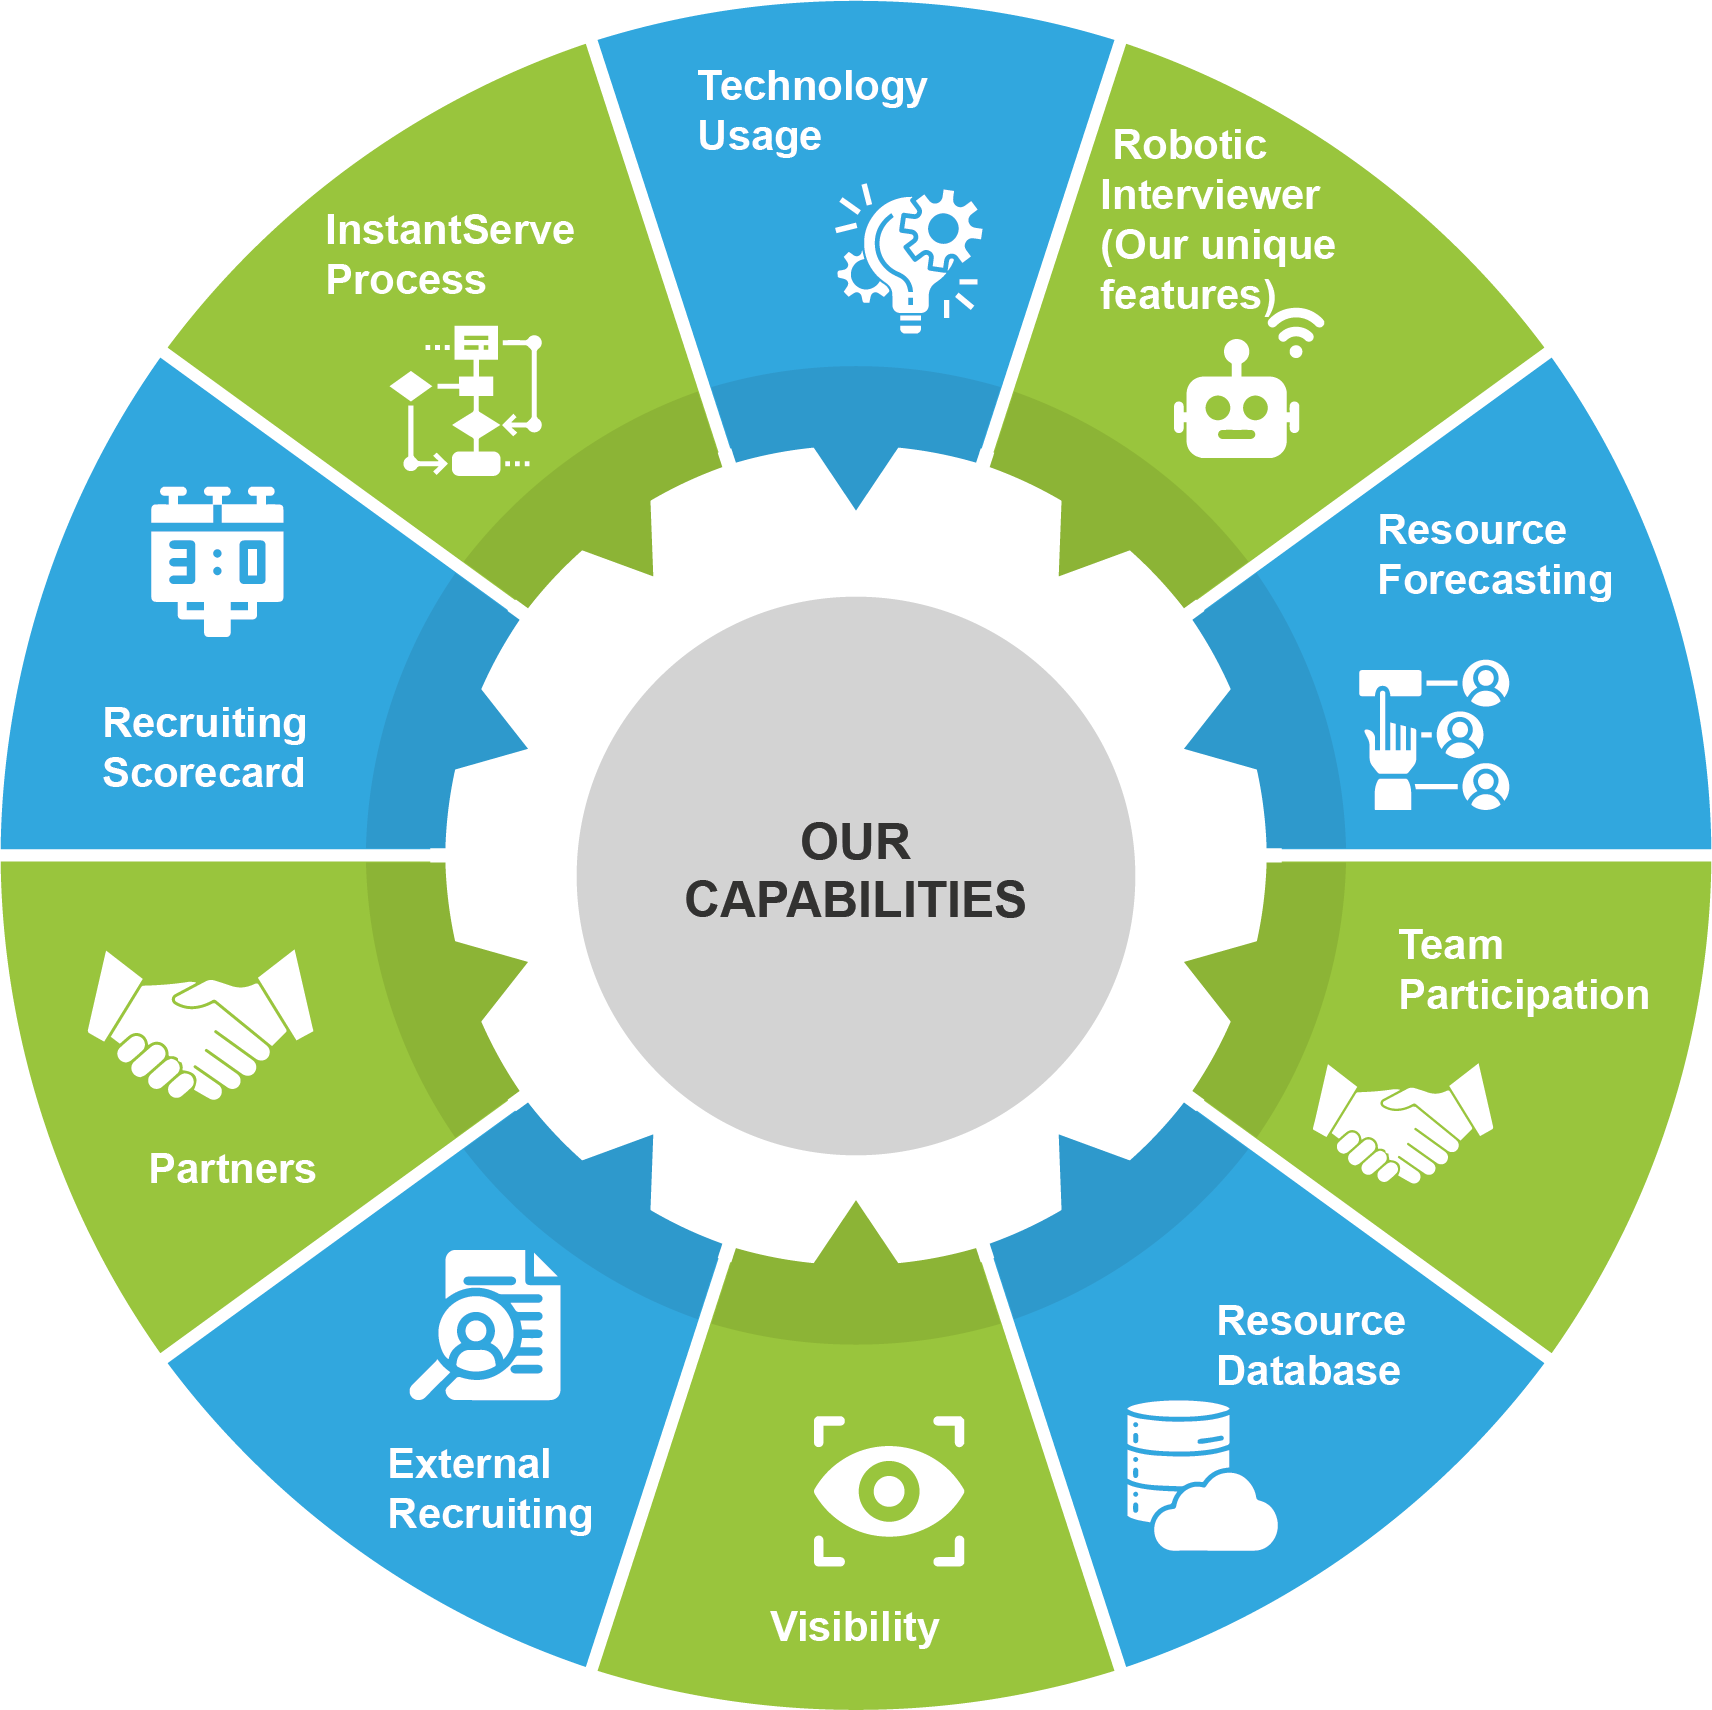 Technology
Usage
Robotic
Interviewer
(Our unique
features)
Resource
Forecasting
Team
Participation
Resource
Database
Visibility
External
Recruiting
Partners
Recruiting
Scorecard
3:0
InstantServe
Process
OUR
CAPABILITIES